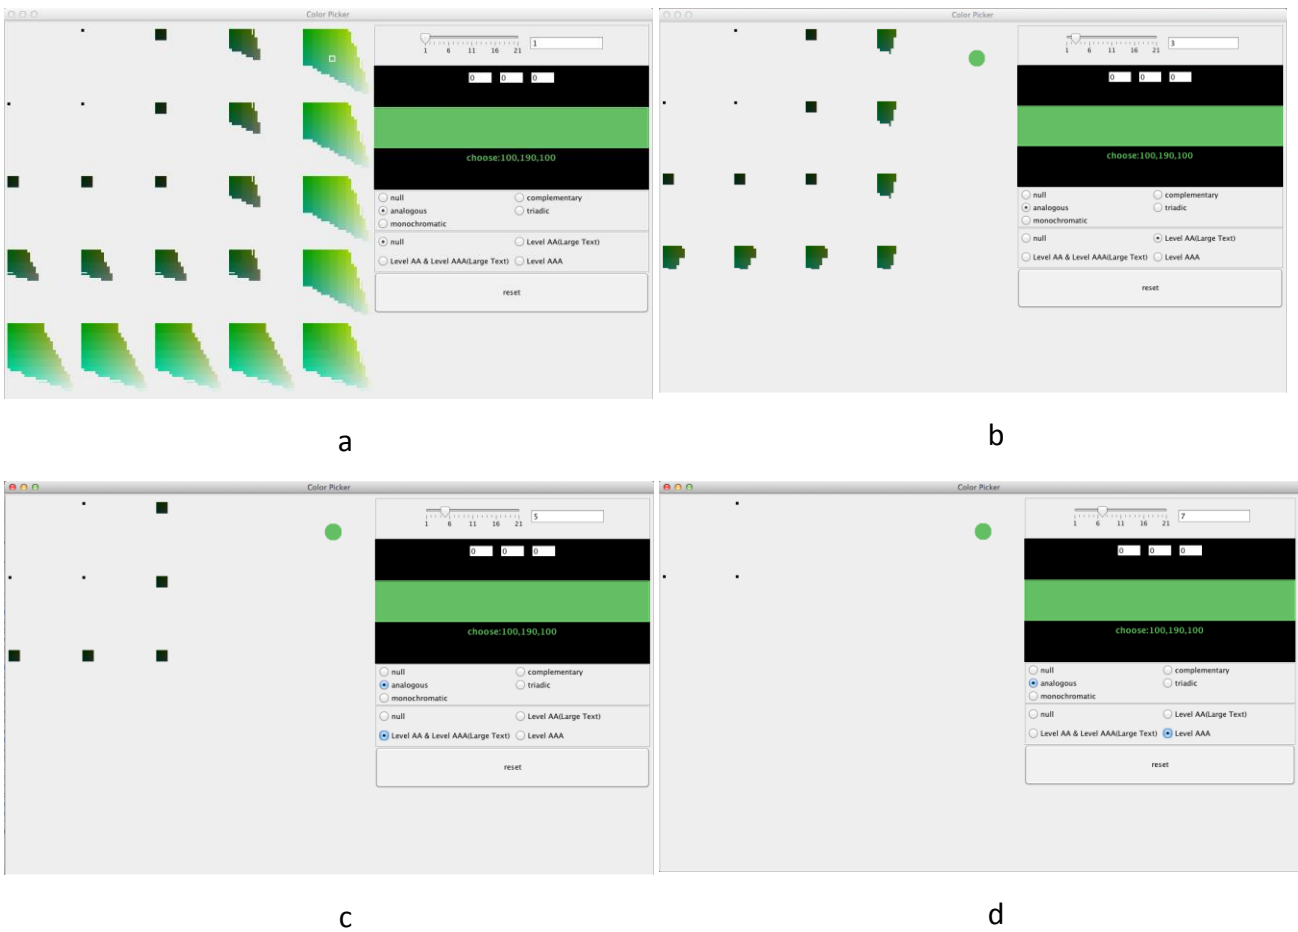 Color Picker
1 6 11 16 21 1
0 0 0
choose:100,190,100
null complementary
analogous triadic
monochromatic
null Level AA(Large Text)
Level AA & Level AAA(Large Text) Level AAA
reset
a
Color Picker
1 6 11 16 21 3
0 0 0
choose:100,190,100
null complementary
analogous triadic
monochromatic
null Level AA(Large Text)
Level AA & Level AAA(Large Text) Level AAA
reset
b
Color Picker
1 6 11 16 21 5
0 0 0
choose:100,190,100
null complementary
analogous triadic
monochromatic
null Level AA(Large Text)
Level AA & Level AAA(Large Text) Level AAA
reset
c
Color Picker
1 6 11 16 21 7
0 0 0
choose:100,190,100
null complementary
analogous triadic
monochromatic
null Level AA(Large Text)
Level AA & Level AAA(Large Text) Level AAA
reset
d